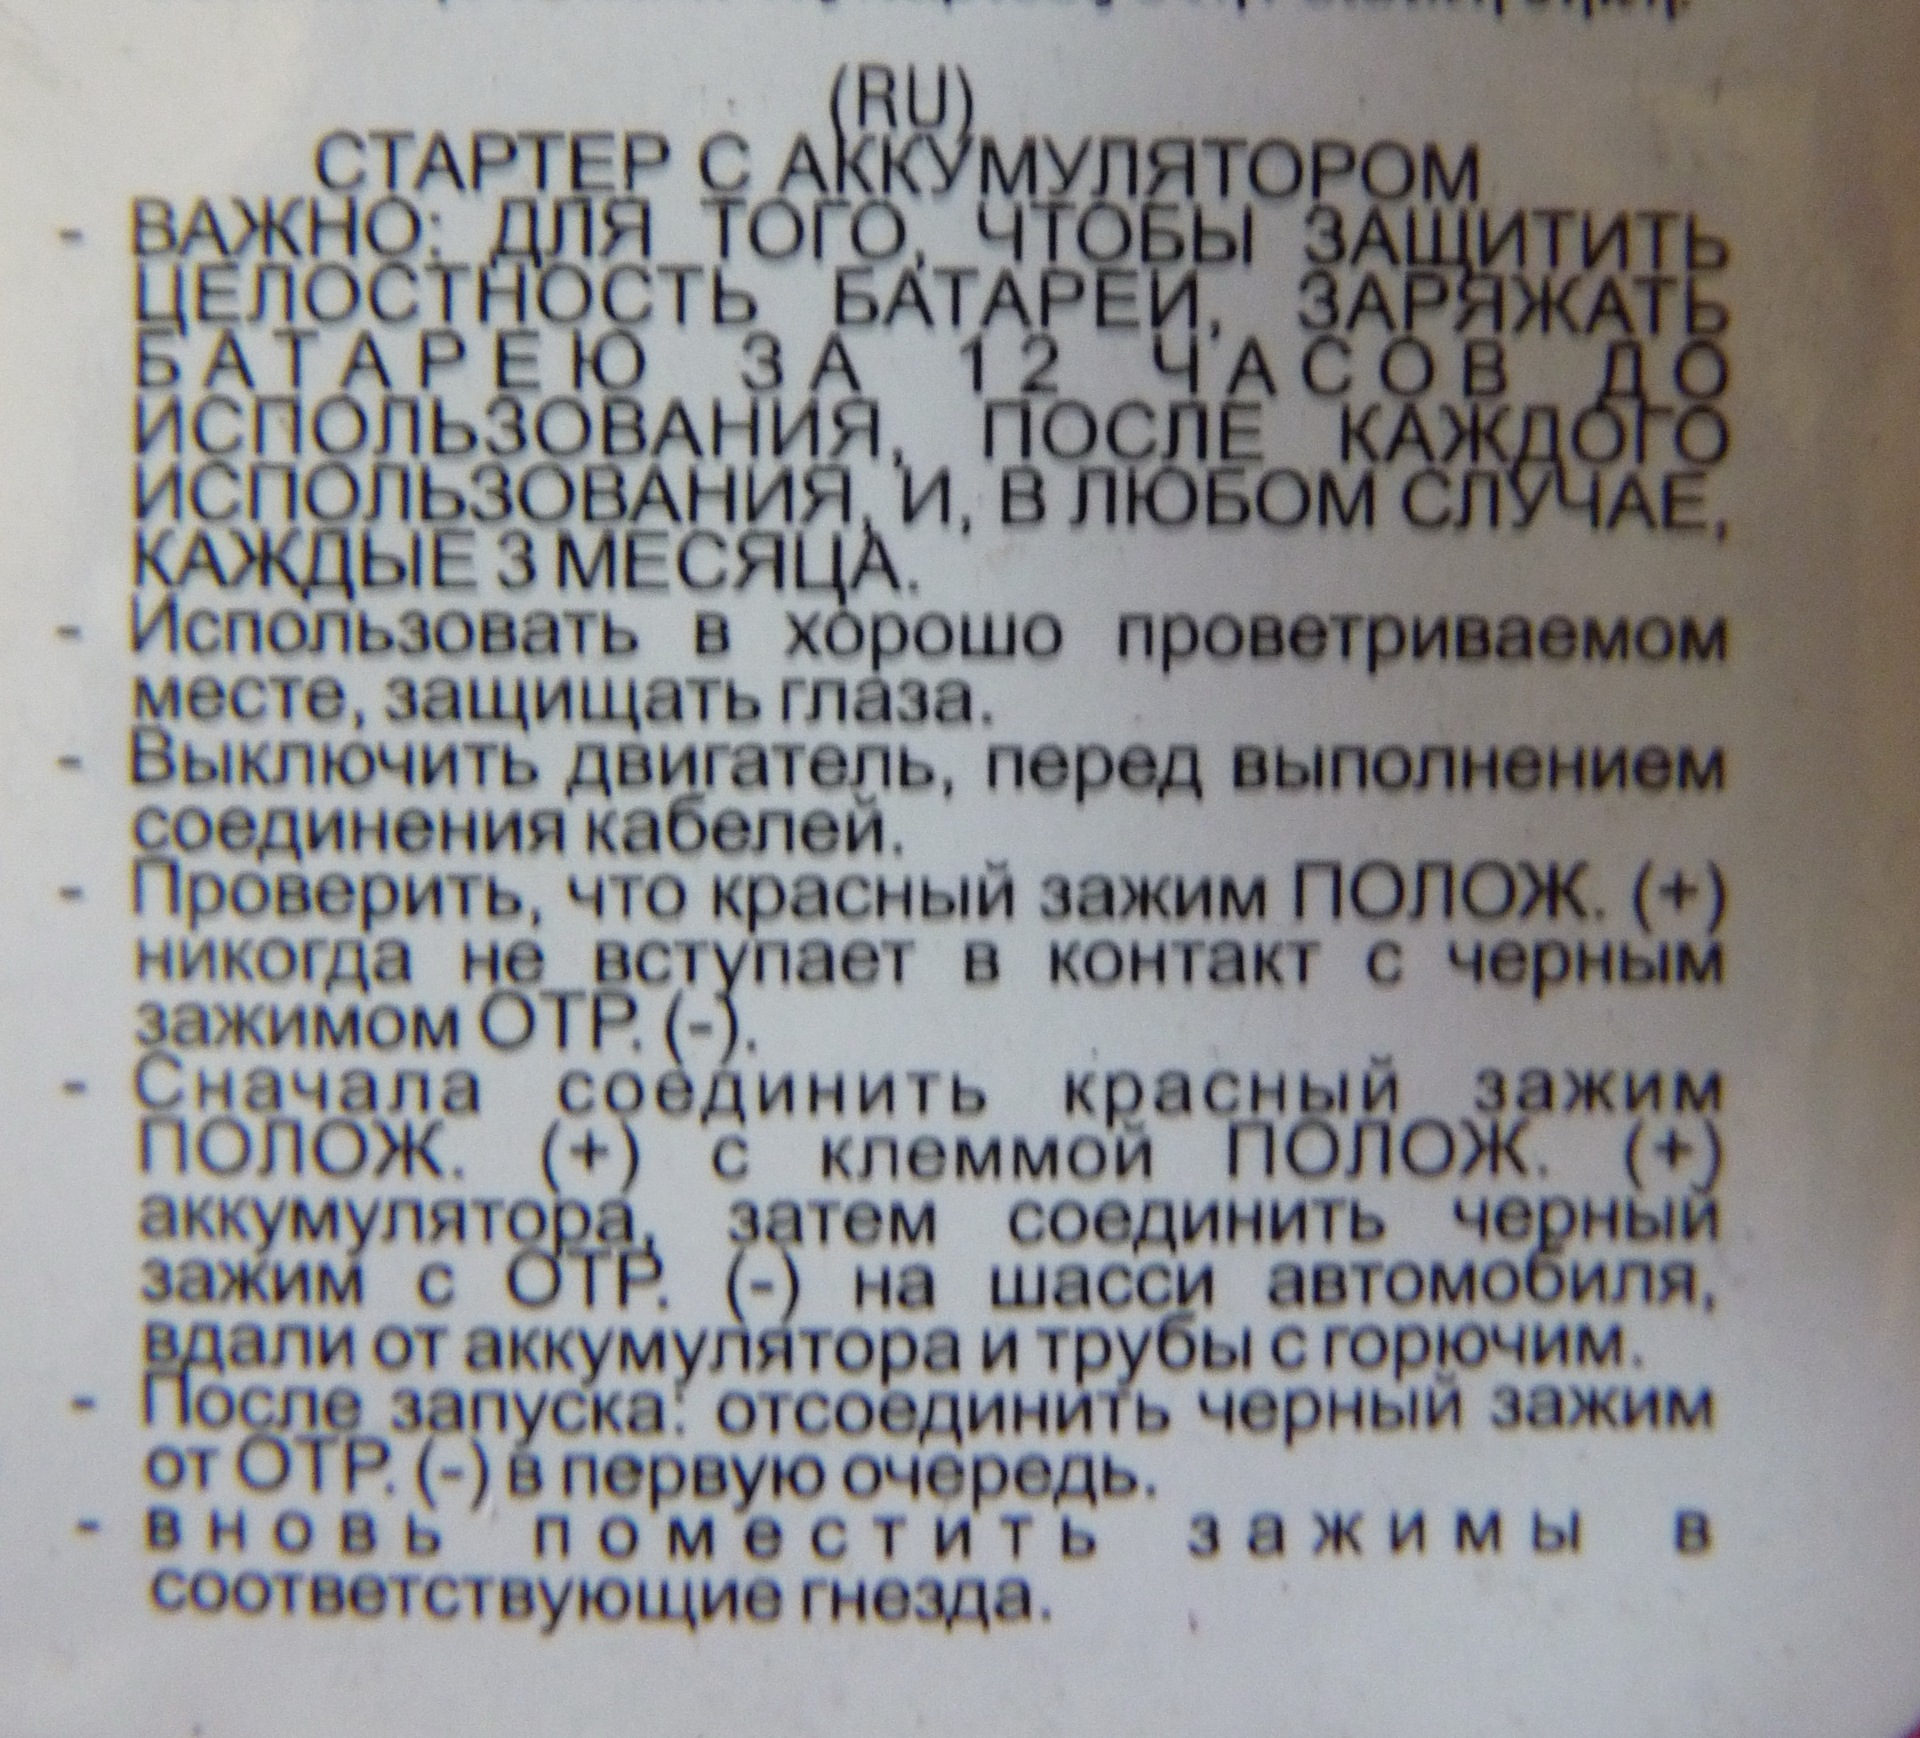 (RU)
СТАРТЕР С АККУМУЛЯТОРОМ
- ВАЖНО: ДЛЯ ТОГО, ЧТОБЫ ЗАЩИТИТЬ
ЦЕЛОСТНОСТЬ БАТАРЕИ, ЗАРЯЖАТЬ
БАТАРЕЮ ЗА 12 ЧАСОВ ДО
ИСПОЛЬЗОВАНИЯ, ПОСЛЕ КАЖДОГО
ИСПОЛЬЗОВАНИЯ, И, В ЛЮБОМ СЛУЧАЕ,
КАЖДЫЕ 3 МЕСЯЦА.
- Использовать в хорошо проветриваемом
месте, защищать глаза.
- Выключить двигатель, перед выполнением
соединения кабелей.
- Проверить, что красный зажим ПОЛОЖ. (+)
никогда не вступает в контакт с черным
зажимом ОТР. (-).
- Сначала соединить красный зажим
ПОЛОЖ. (+) с клеммой ПОЛОЖ. (+)
аккумулятора, затем соединить черный
зажим с ОТР. (-) на шасси автомобиля,
вдали от аккумулятора и трубы с горючим.
- После запуска: отсоединить черный зажим
от ОТР. (-) в первую очередь.
- вновь поместить зажимы в
соответствующие гнезда.